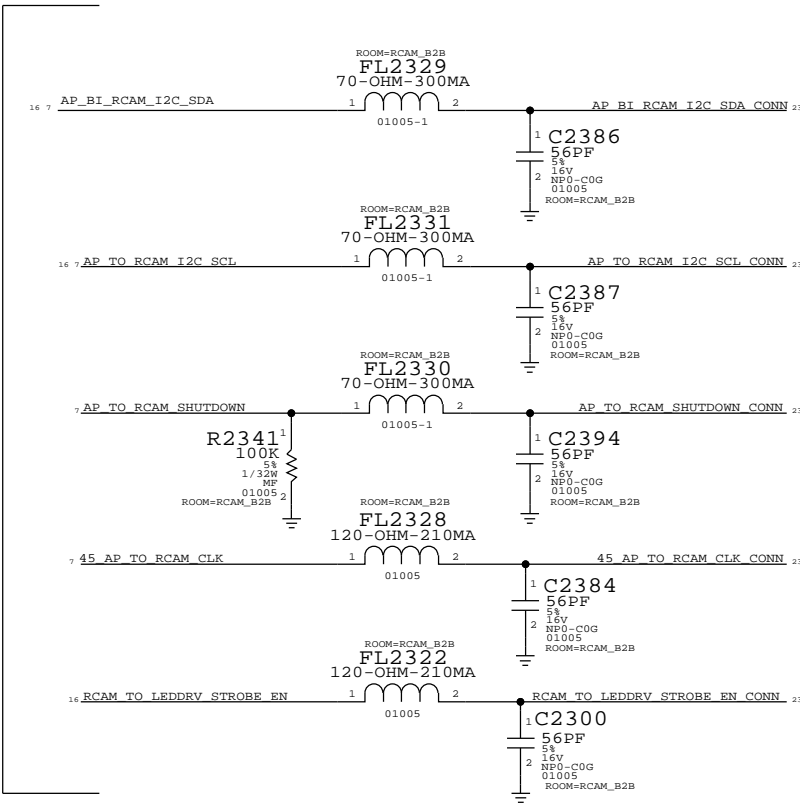 ROOM=RCAM_B2B
FL2329
70-OHM-300MA
16 7 AP_BI_RCAM_I2C_SDA 1 2 AP_BI_RCAM_I2C_SDA_CONN 23
01005-1
1 C2386
56PF
5%
16V
2 NP0-C0G
01005
ROOM=RCAM_B2B
ROOM=RCAM_B2B
FL2331
70-OHM-300MA
16 7 AP_TO_RCAM_I2C_SCL 1 2 AP_TO_RCAM_I2C_SCL_CONN 23
01005-1
1 C2387
56PF
5%
16V
2 NP0-C0G
01005
ROOM=RCAM_B2B
ROOM=RCAM_B2B
FL2330
70-OHM-300MA
7 AP_TO_RCAM_SHUTDOWN 1 2 AP_TO_RCAM_SHUTDOWN_CONN 23
01005-1
R2341 1
100K
5%
1/32W
MF
01005 2
ROOM=RCAM_B2B
1 C2394
56PF
5%
16V
2 NP0-C0G
01005
ROOM=RCAM_B2B
ROOM=RCAM_B2B
FL2328
120-OHM-210MA
7 45_AP_TO_RCAM_CLK 1 2 45_AP_TO_RCAM_CLK_CONN 23
01005
1 C2384
56PF
5%
16V
2 NP0-C0G
01005
ROOM=RCAM_B2B
ROOM=RCAM_B2B
FL2322
120-OHM-210MA
16 RCAM_TO_LEDDRV_STROBE_EN 1 2 RCAM_TO_LEDDRV_STROBE_EN_CONN 23
01005
1 C2300
56PF
5%
16V
2 NP0-C0G
01005
ROOM=RCAM_B2B